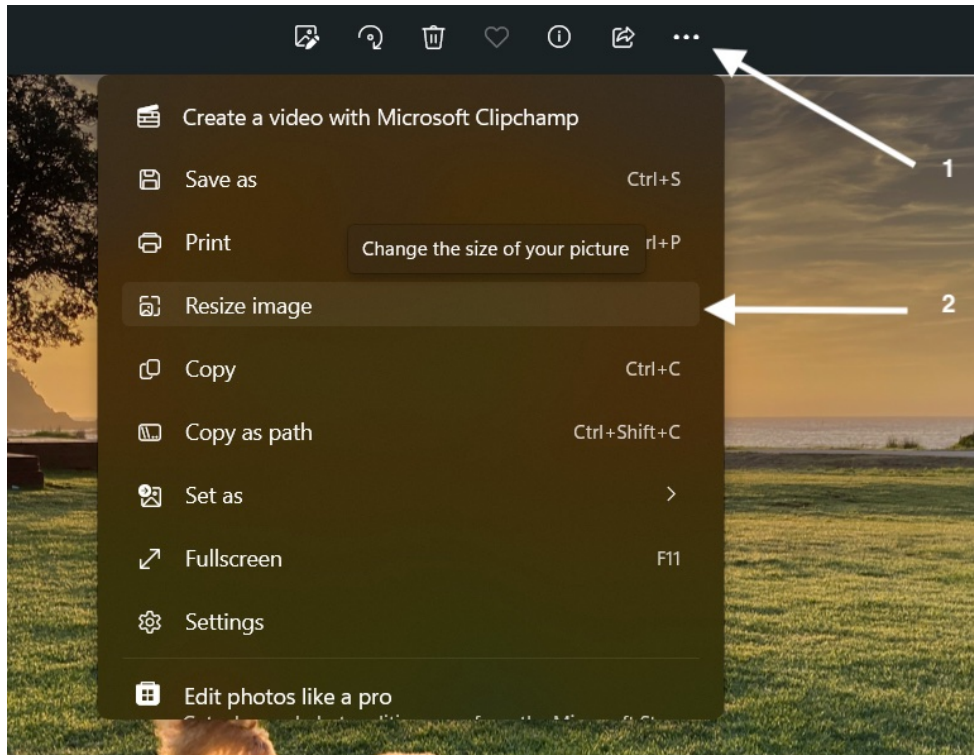 1
Create a video with Microsoft Clipchamp
Save as Ctrl+S
Print rl+P
Change the size of your picture
Resize image 2
Copy Ctrl+C
Copy as path Ctrl+Shift+C
Set as
Fullscreen F11
Settings
Edit photos like a pro